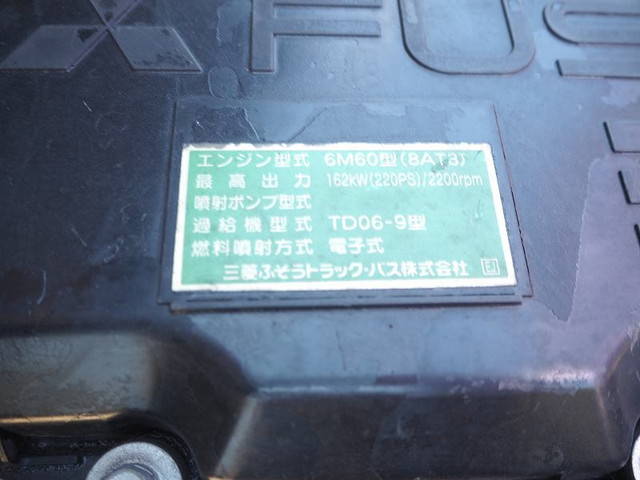 FUS
エンジン型式 6M60型(8AT3)
最高出力 162kW(220PS)/2200rpm
噴射ポンプ型式
過給機型式 TD06-9型
燃料噴射方式 電子式
三菱ふそうトラック・バス株式会社